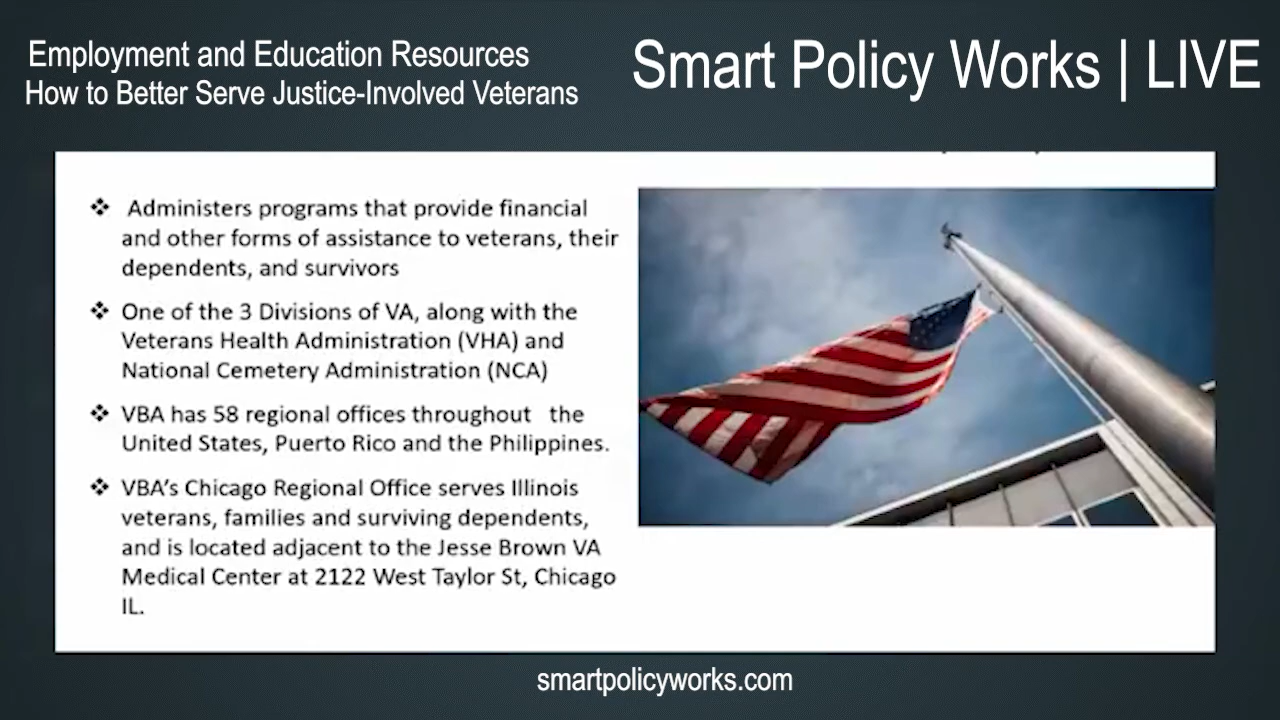 Employment and Education Resources
How to Better Serve Justice-Involved Veterans
Smart Policy Works | LIVE
❖ Administers programs that provide financial
and other forms of assistance to veterans, their
dependents, and survivors
❖ One of the 3 Divisions of VA, along with the
Veterans Health Administration (VHA) and
National Cemetery Administration (NCA)
❖ VBA has 58 regional offices throughout the
United States, Puerto Rico and the Philippines.
❖ VBA’s Chicago Regional Office serves Illinois
veterans, families and surviving dependents,
and is located adjacent to the Jesse Brown VA
Medical Center at 2122 West Taylor St, Chicago
IL.
smartpolicyworks.com